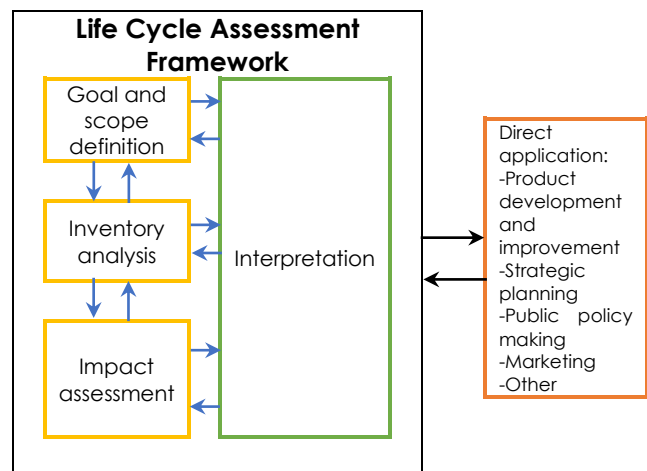 Life Cycle Assessment
Framework
Goal and
scope
definition
Inventory
analysis
Impact
assessment
Interpretation
Direct
application:
-Product
development
and
improvement
-Strategic
planning
-Public policy
making
-Marketing
-Other